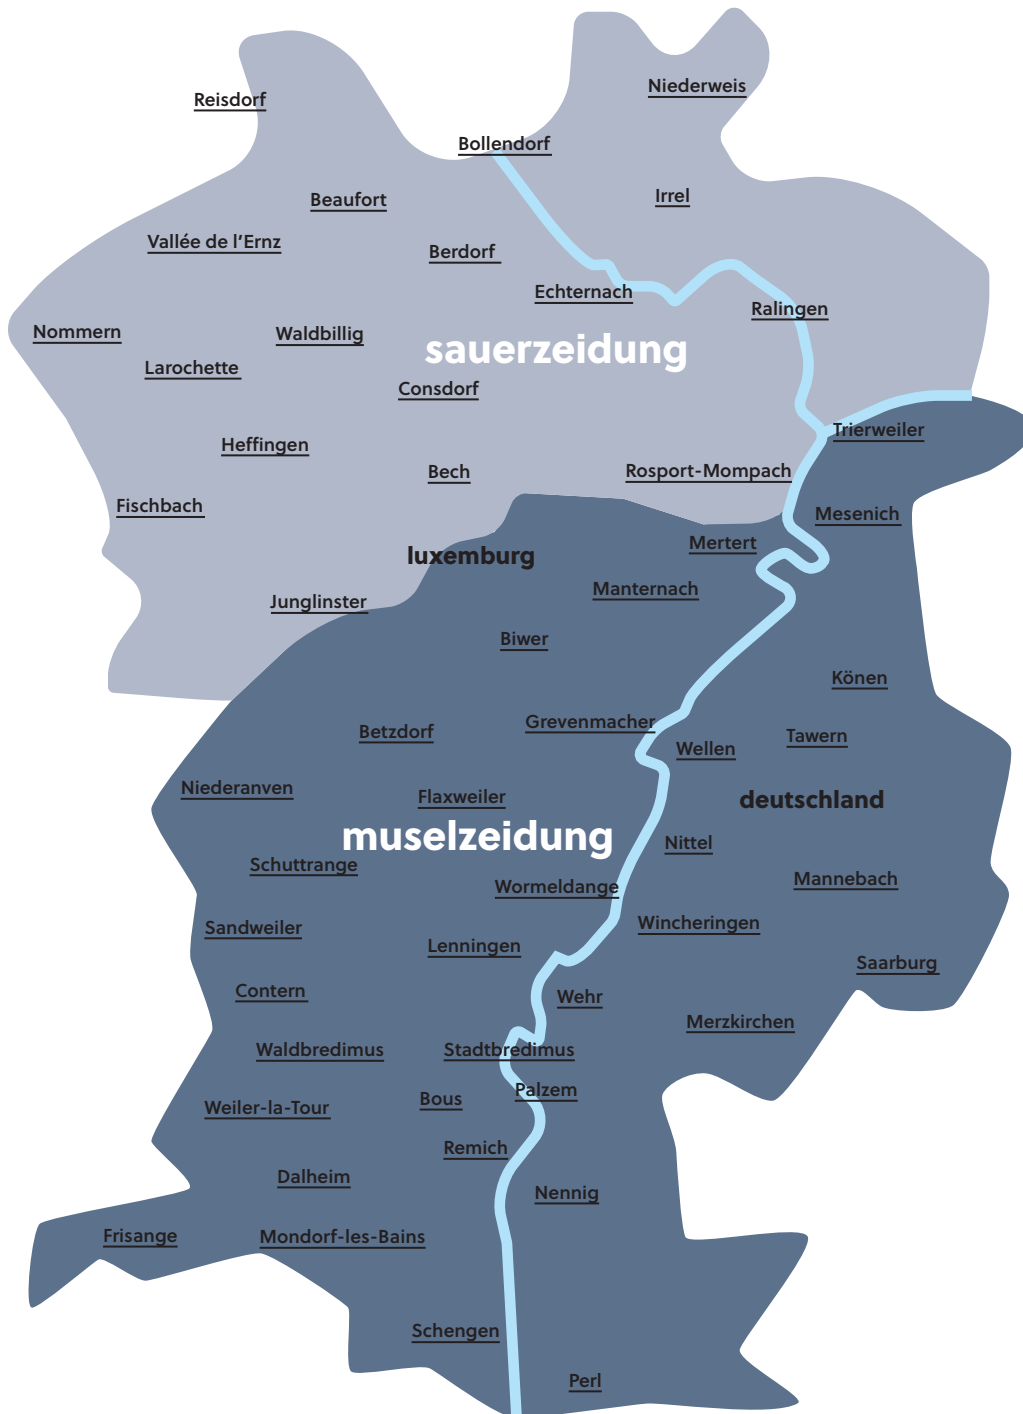 Niederweis
Reisdorf
Bollendorf
Irrel
Beaufort
Vallée de l'Ernz
Berdorf
Echternach
Ralingen
Nommern
Waldbillig
sauerzeidung
Larochette
Consdorf
Trierweiler
Heffingen
Bech
Rosport-Mompach
Fischbach
Mesenich
Mertert
luxemburg
Manternach
Junglinster
Biwer
Könen
Grevenmacher
Betzdorf
Tawern
Wellen
Niederanven
Flaxweiler
deutschland
muselzeidung
Nittel
Schuttrange
Mannebach
Wormeldange
Wincheringen
Sandweiler
Lenningen
Saarburg
Contern
Wehr
Merzkirchen
Waldbredimus
Stadtbredimus
Palzem
Bous
Weiler-la-Tour
Remich
Dalheim
Nennig
Frisange
Mondorf-les-Bains
Schengen
Perl